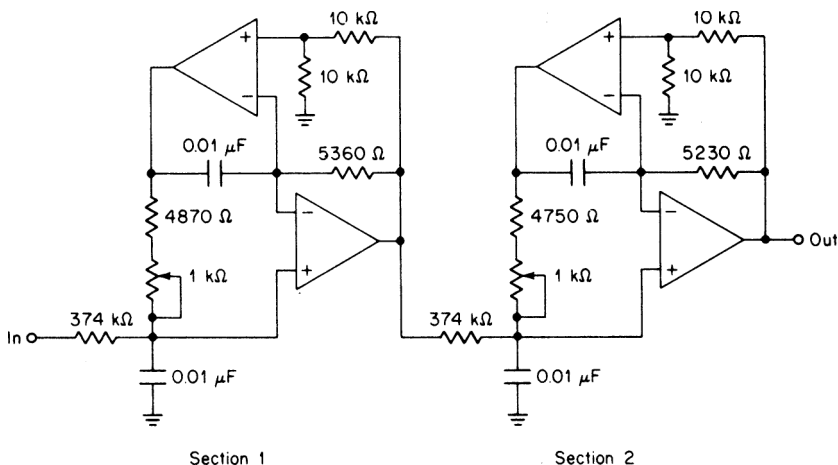 10 kΩ
+
10 kΩ
−
0.01 μF
5360 Ω
4870 Ω
−
+
1 kΩ
374 kΩ
In
0.01 μF
Section 1
10 kΩ
+
10 kΩ
−
0.01 μF
5230 Ω
4750 Ω
−
+
Out
1 kΩ
374 kΩ
0.01 μF
Section 2